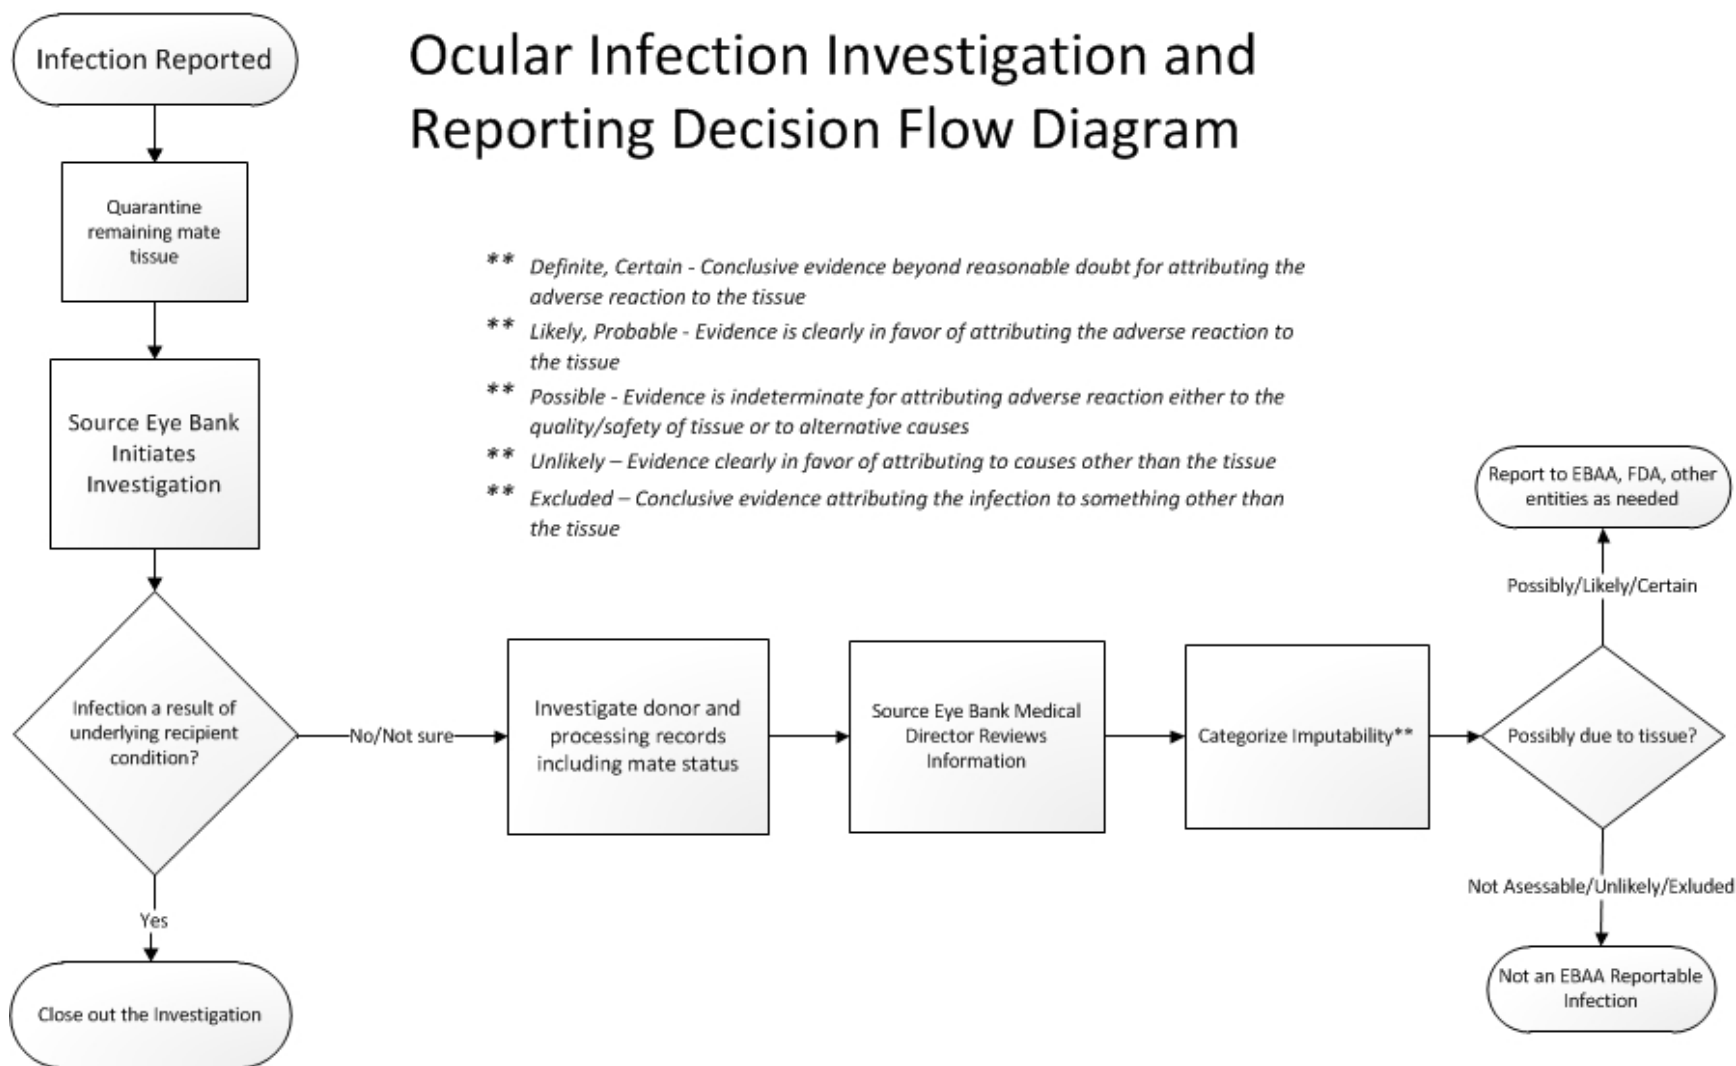 Infection Reported
Ocular Infection Investigation and
Reporting Decision Flow Diagram
Quarantine
remaining mate
tissue
** Definite, Certain - Conclusive evidence beyond reasonable doubt for attributing the
adverse reaction to the tissue
** Likely, Probable - Evidence is clearly in favor of attributing the adverse reaction to
the tissue
** Possible - Evidence is indeterminate for attributing adverse reaction either to the
quality/safety of tissue or to alternative causes
** Unlikely – Evidence clearly in favor of attributing to causes other than the tissue
** Excluded – Conclusive evidence attributing the infection to something other than
the tissue
Source Eye Bank
Initiates
Investigation
Infection a result of
underlying recipient
condition?
No/Not sure
Investigate donor and
processing records
including mate status
Source Eye Bank Medical
Director Reviews
Information
Categorize Imputability**
Possibly due to tissue?
Possibly/Likely/Certain
Report to EBAA, FDA, other
entities as needed
Not Asessable/Unlikely/Exluded
Not an EBAA Reportable
Infection
Yes
Close out the Investigation